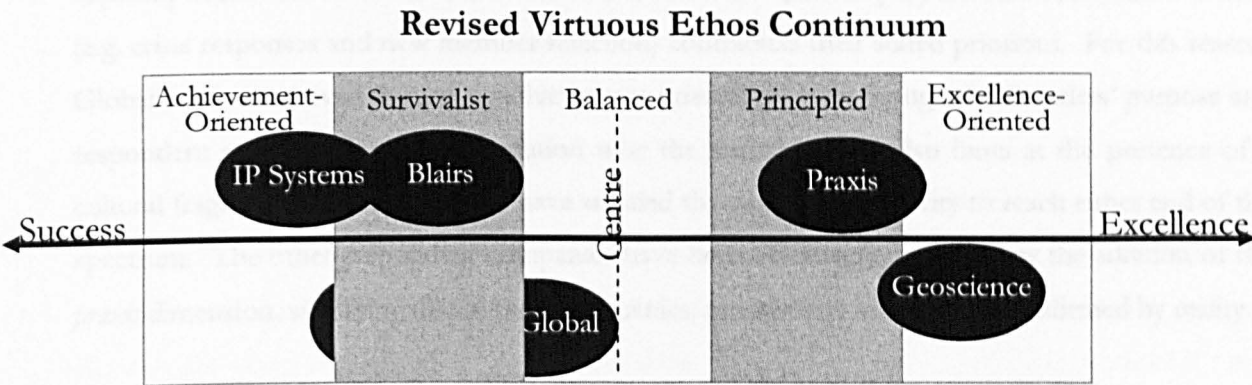 Revised Virtuous Ethos Continuum
Achievement-
Oriented
Survivalist
Balanced
Principled
Excellence-
Oriented
IP Systems
Blairs
Praxis
Success
Centre
Excellence
Global
Geoscience